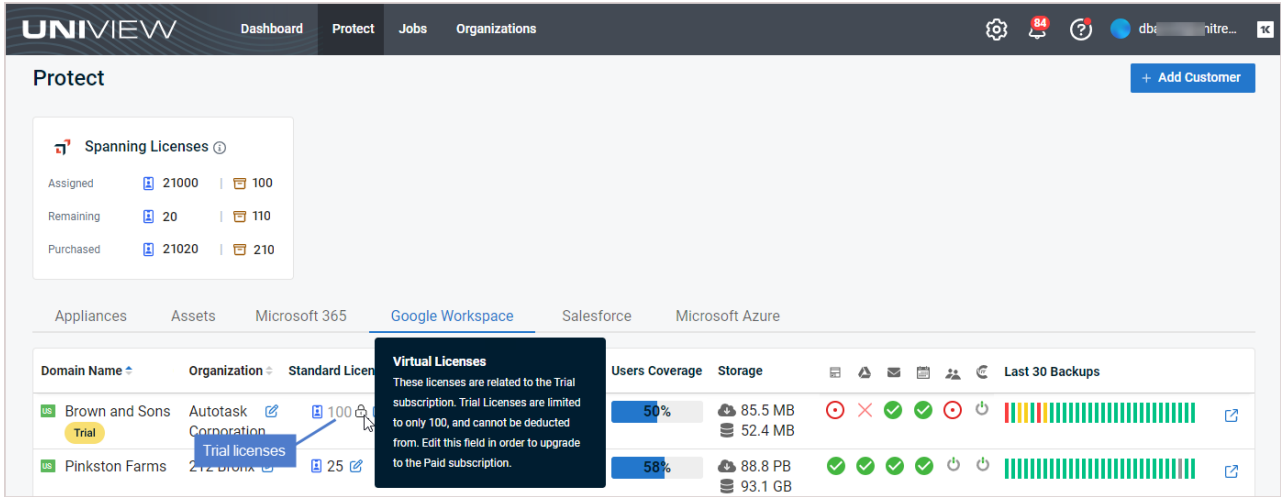 UNIVIEW Dashboard Protect Jobs Organizations 84 dba nitre... 1K
Protect + Add Customer
Spanning Licenses
Assigned 21000 | 100
Remaining 20 | 110
Purchased 21020 | 210
Appliances Assets Microsoft 365 Google Workspace Salesforce Microsoft Azure
Domain Name Organization Standard Licen Users Coverage Storage Last 30 Backups
Virtual Licenses
These licenses are related to the Trial
subscription. Trial Licenses are limited
to only 100, and cannot be deducted
from. Edit this field in order to upgrade
to the Paid subscription.
US Brown and Sons Autotask 100 50% 85.5 MB
Trial Corporation 52.4 MB
Trial licenses
US Pinkston Farms 212 Bronx 25 58% 88.8 PB
93.1 GB